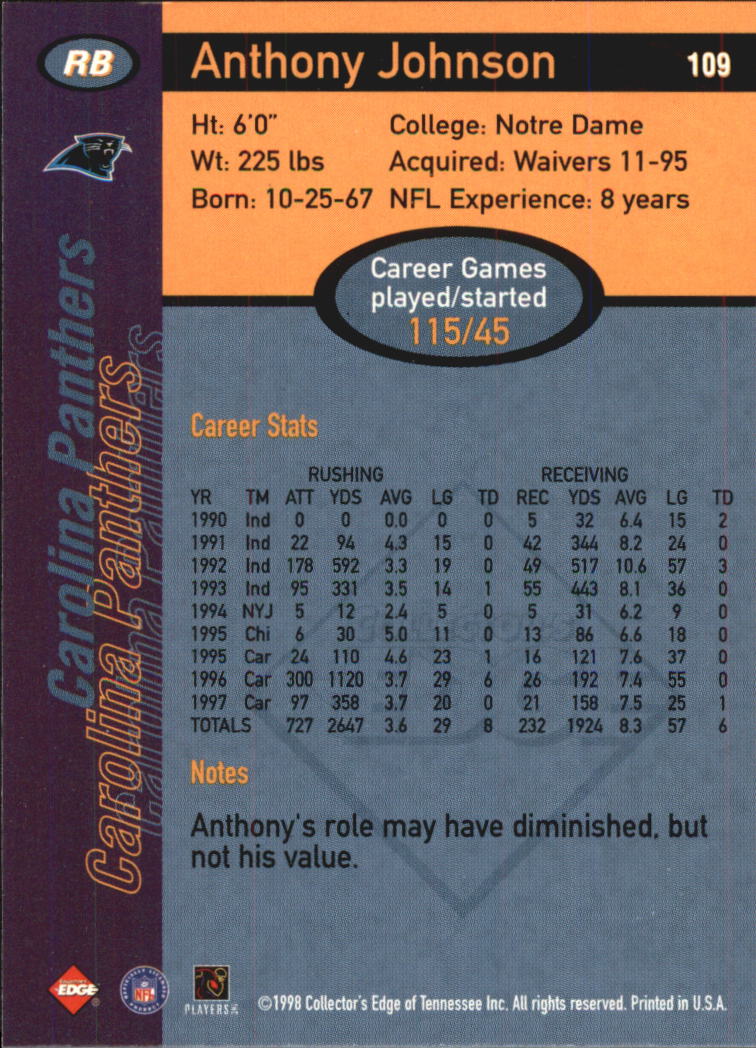 RB
Anthony Johnson 109
Ht: 6'0" College: Notre Dame
Wt: 225 lbs Acquired: Waivers 11-95
Born: 10-25-67 NFL Experience: 8 years
Career Games
played/started
115/45
Carolina Panthers
Carolina Panthers
Carolina Panthers
Career Stats
RUSHING RECEIVING
YR TM ATT YDS AVG LG TD REC YDS AVG LG TD
1990 Ind 0 0 0.0 0 0 5 32 6.4 15 2
1991 Ind 22 94 4.3 15 0 42 344 8.2 24 0
1992 Ind 178 592 3.3 19 0 49 517 10.6 57 3
1993 Ind 95 331 3.5 14 1 55 443 8.1 36 0
1994 NYJ 5 12 2.4 5 0 5 31 6.2 9 0
1995 Chi 6 30 5.0 11 0 13 86 6.6 18 0
1995 Car 24 110 4.6 23 1 16 121 7.6 37 0
1996 Car 300 1120 3.7 29 6 26 192 7.4 55 0
1997 Car 97 358 3.7 20 0 21 158 7.5 25 1
TOTALS 727 2647 3.6 29 8 232 1924 8.3 57 6
Notes
Anthony's role may have diminished, but
not his value.
EDGE
NFL
PLAYERS INC
©1998 Collector's Edge of Tennessee Inc. All rights reserved. Printed in U.S.A.